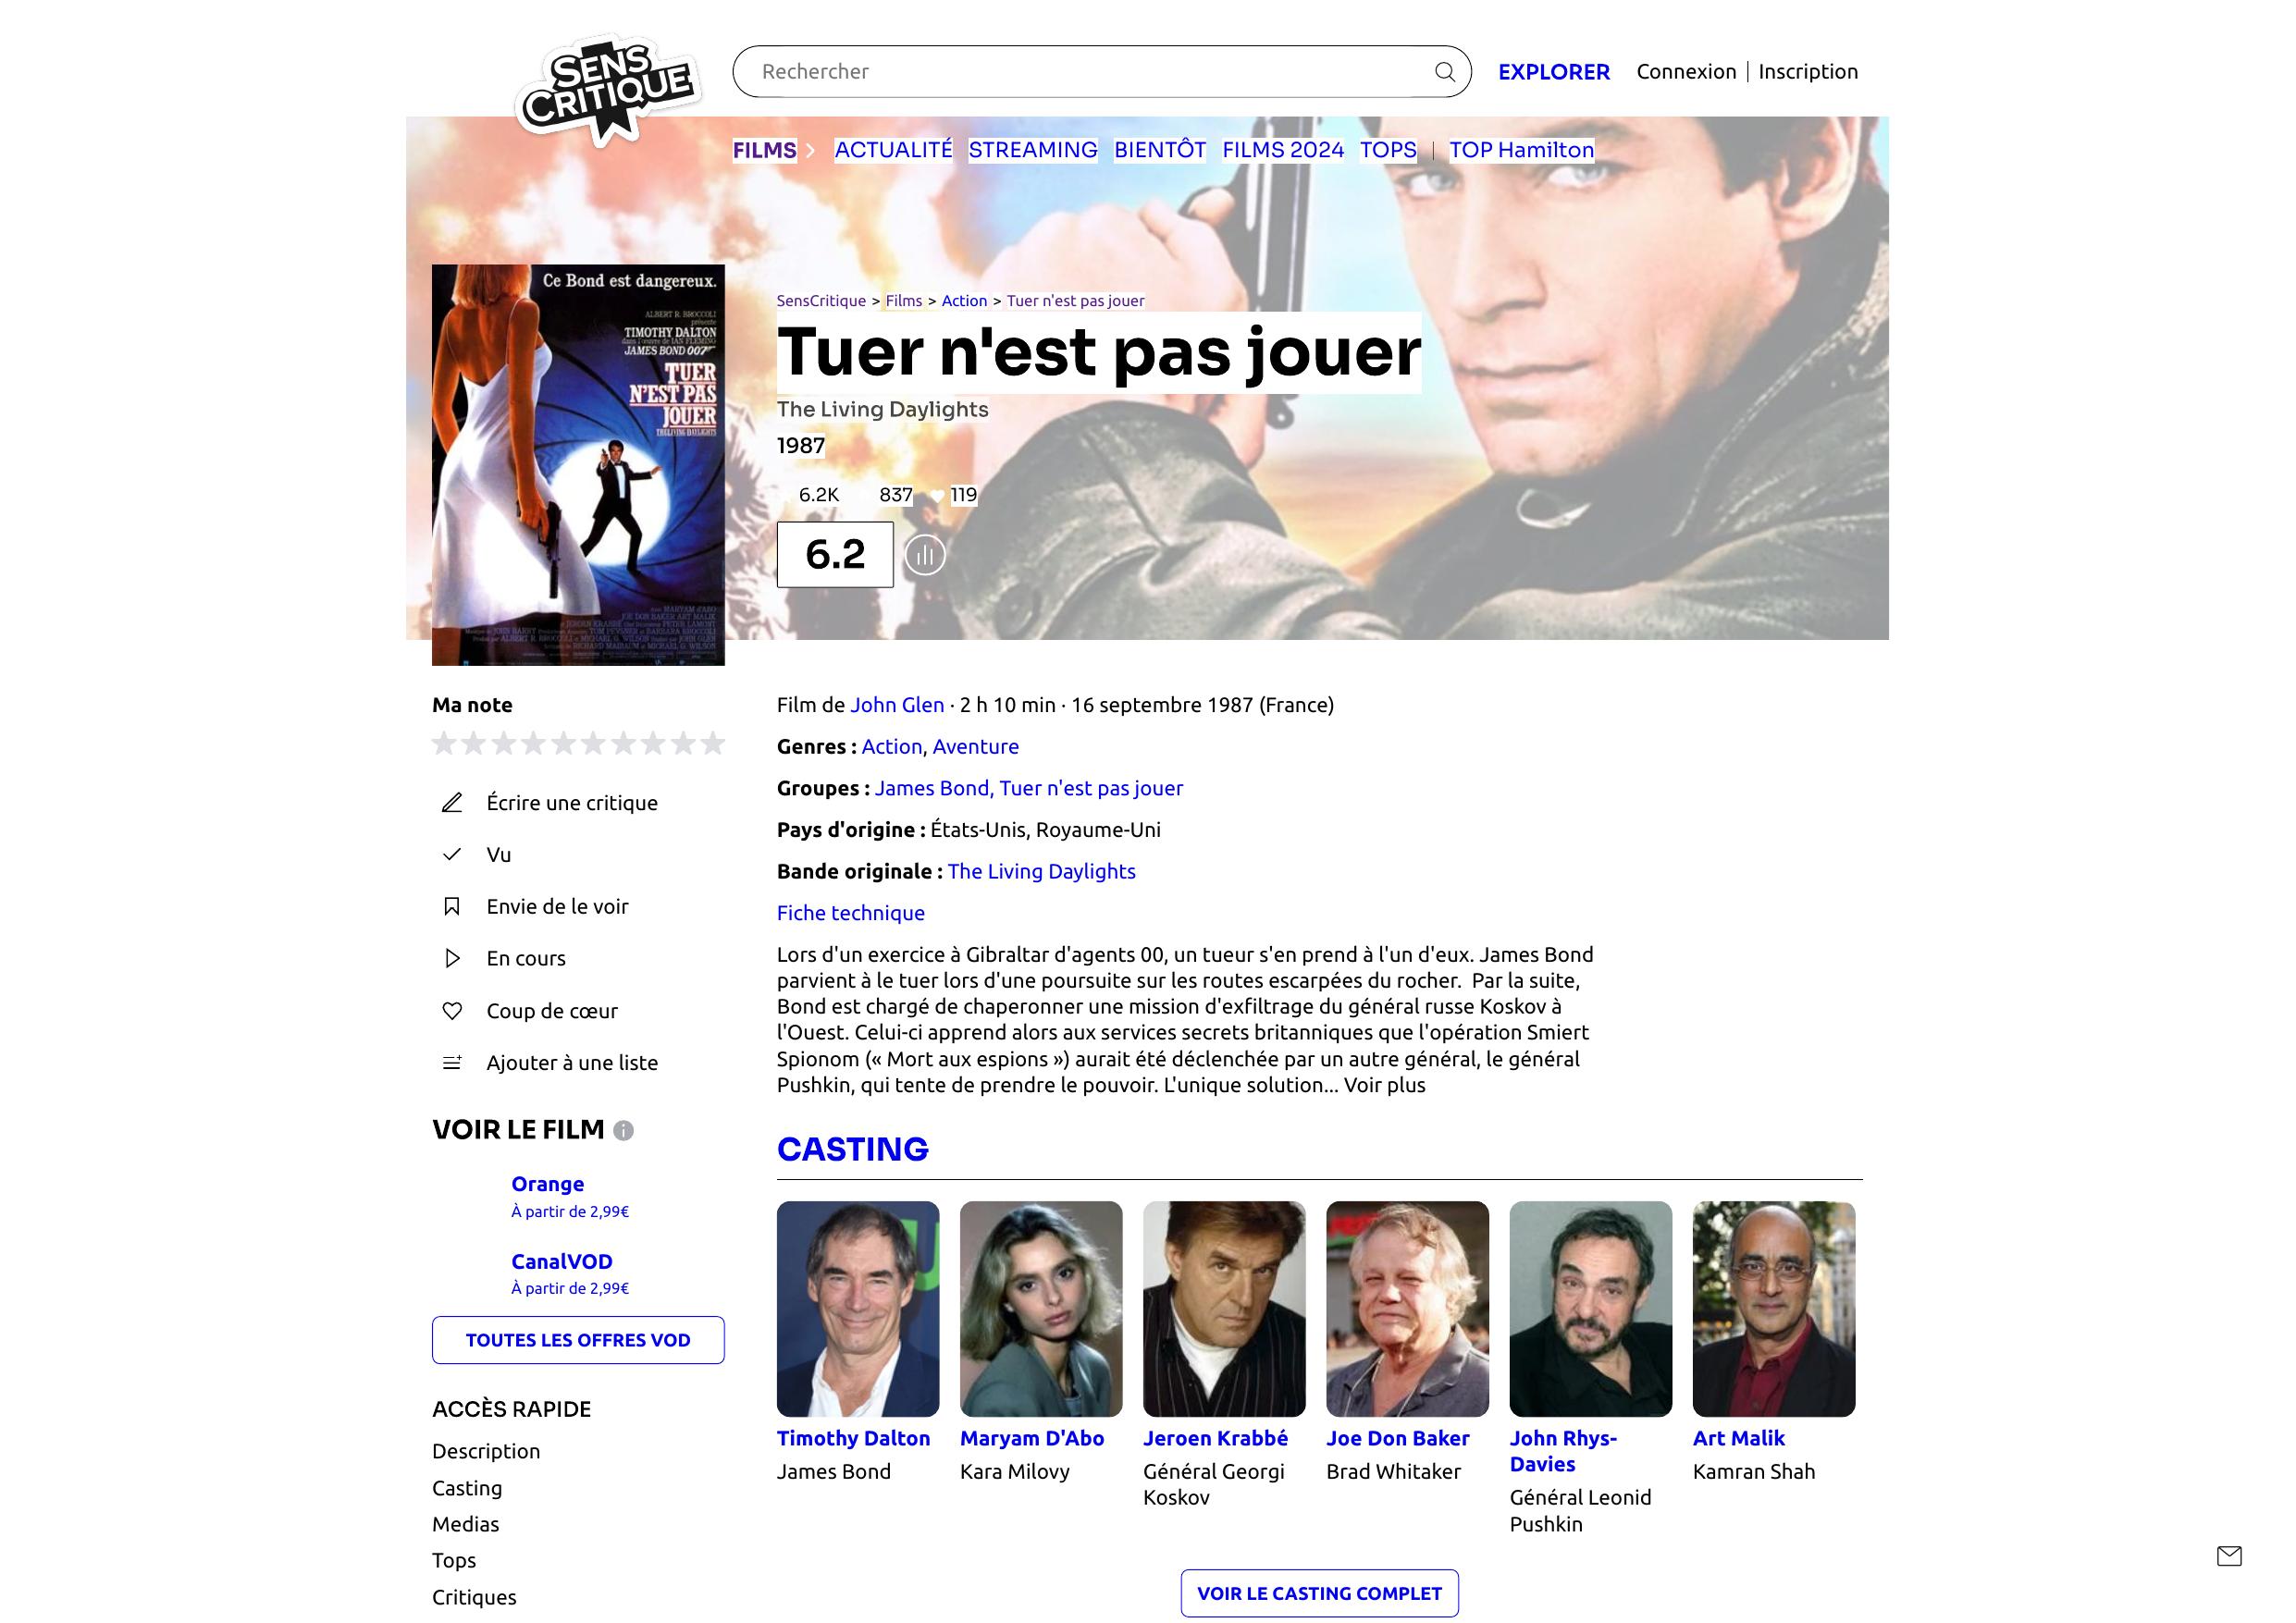 SENS
CRITIQUE
Rechercher
EXPLORER
Connexion | Inscription
FILMS
ACTUALITÉ STREAMING BIENTÔT FILMS 2024 TOPS | TOP Hamilton
Ce Bond est dangereux.
ALBERT R. BROCCOLI
présente
TIMOTHY DALTON
JAMES BOND 007
TUER
N'EST PAS
JOUER
THE LIVING DAYLIGHTS
SensCritique > Films > Action > Tuer n'est pas jouer
Tuer n'est pas jouer
The Living Daylights
1987
6.2K 837 119
6.2
Ma note
Écrire une critique
Vu
Envie de le voir
En cours
Coup de cœur
Ajouter à une liste
VOIR LE FILM
Orange
À partir de 2,99€
CanalVOD
À partir de 2,99€
TOUTES LES OFFRES VOD
ACCÈS RAPIDE
Description
Casting
Medias
Tops
Critiques
Film de John Glen · 2 h 10 min · 16 septembre 1987 (France)
Genres : Action, Aventure
Groupes : James Bond, Tuer n'est pas jouer
Pays d'origine : États-Unis, Royaume-Uni
Bande originale : The Living Daylights
Fiche technique
Lors d'un exercice à Gibraltar d'agents 00, un tueur s'en prend à l'un d'eux. James Bond
parvient à le tuer lors d'une poursuite sur les routes escarpées du rocher. Par la suite,
Bond est chargé de chaperonner une mission d'exfiltrage du général russe Koskov à
l'Ouest. Celui-ci apprend alors aux services secrets britanniques que l'opération Smiert
Spionom (« Mort aux espions ») aurait été déclenchée par un autre général, le général
Pushkin, qui tente de prendre le pouvoir. L'unique solution... Voir plus
CASTING
Timothy Dalton
James Bond
Maryam D'Abo
Kara Milovy
Jeroen Krabbé
Général Georgi
Koskov
Joe Don Baker
Brad Whitaker
John Rhys-
Davies
Général Leonid
Pushkin
Art Malik
Kamran Shah
VOIR LE CASTING COMPLET